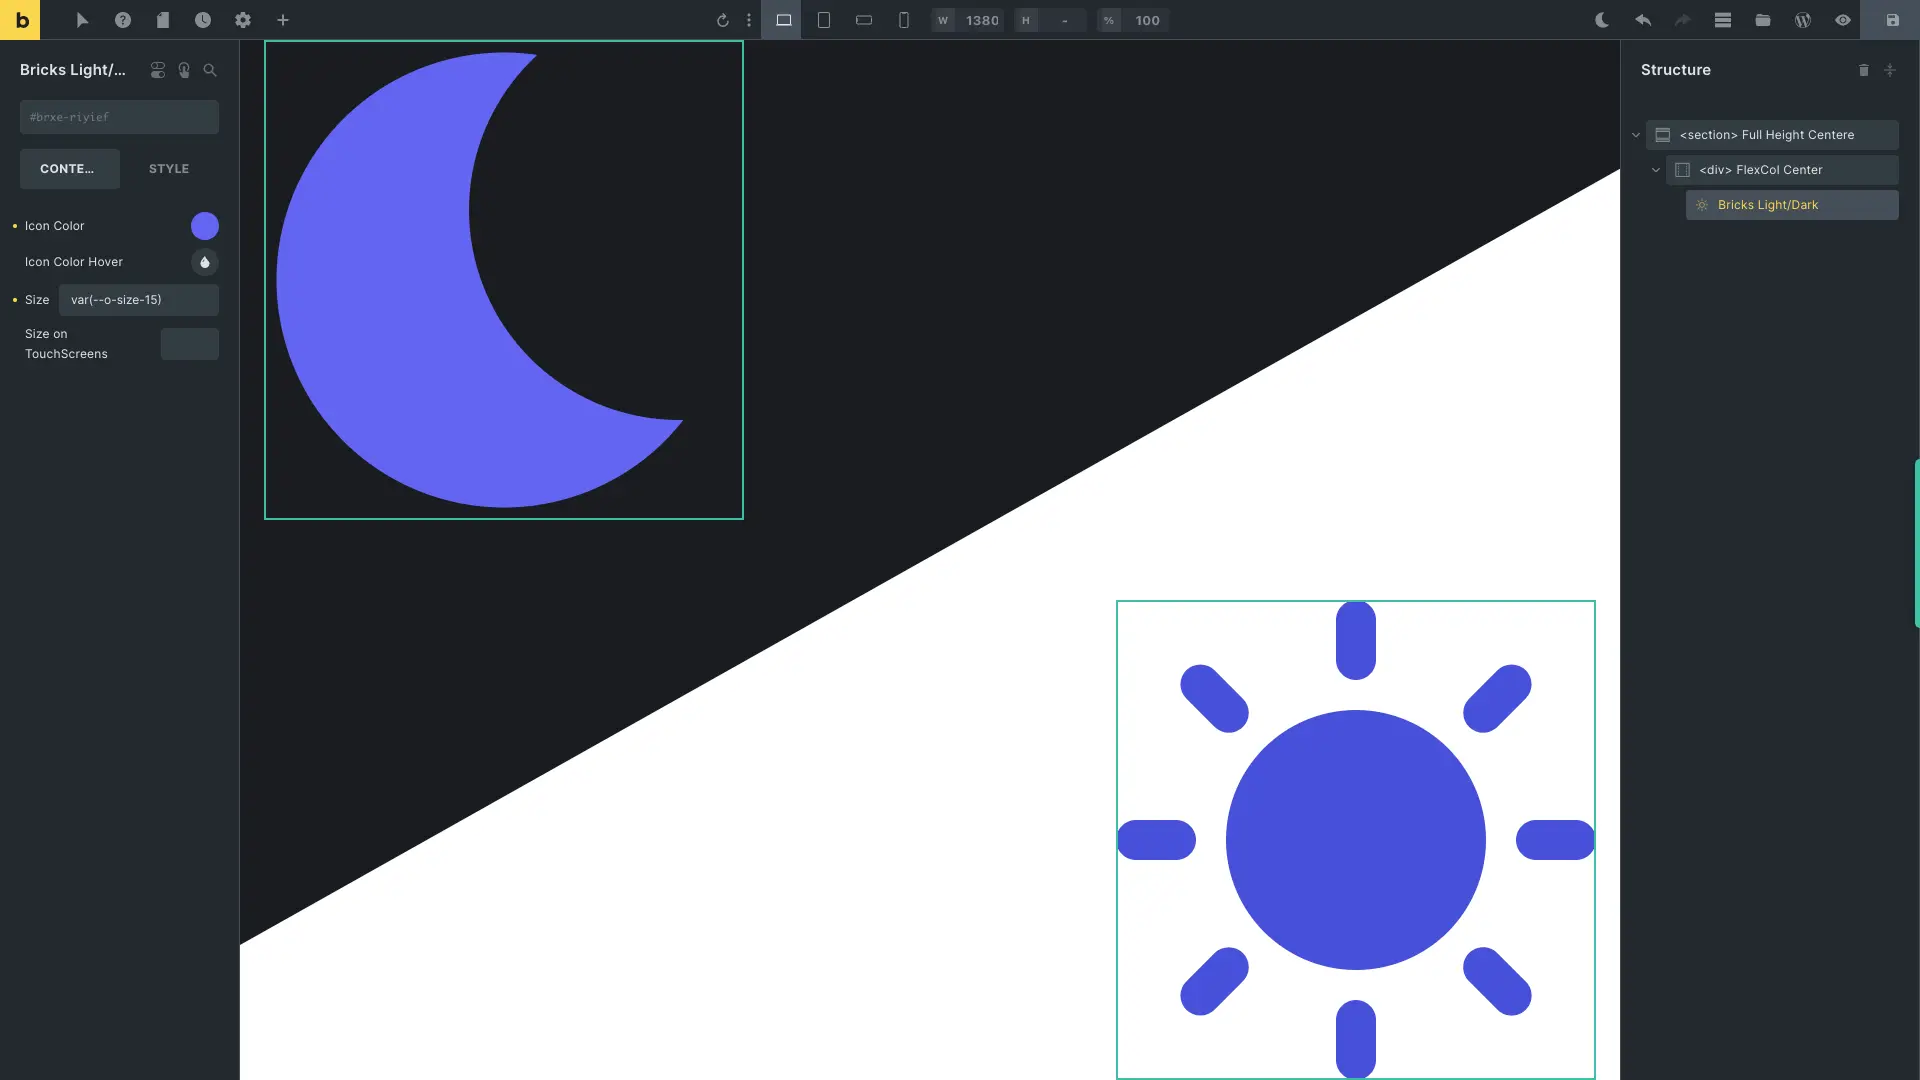 b
W 1380 H - % 100
Bricks Light/...
#brxe-riyief
CONTE... STYLE
Icon Color
Icon Color Hover
Size var(--o-size-15)
Size on
TouchScreens
Structure
<section> Full Height Centere
<div> FlexCol Center
Bricks Light/Dark